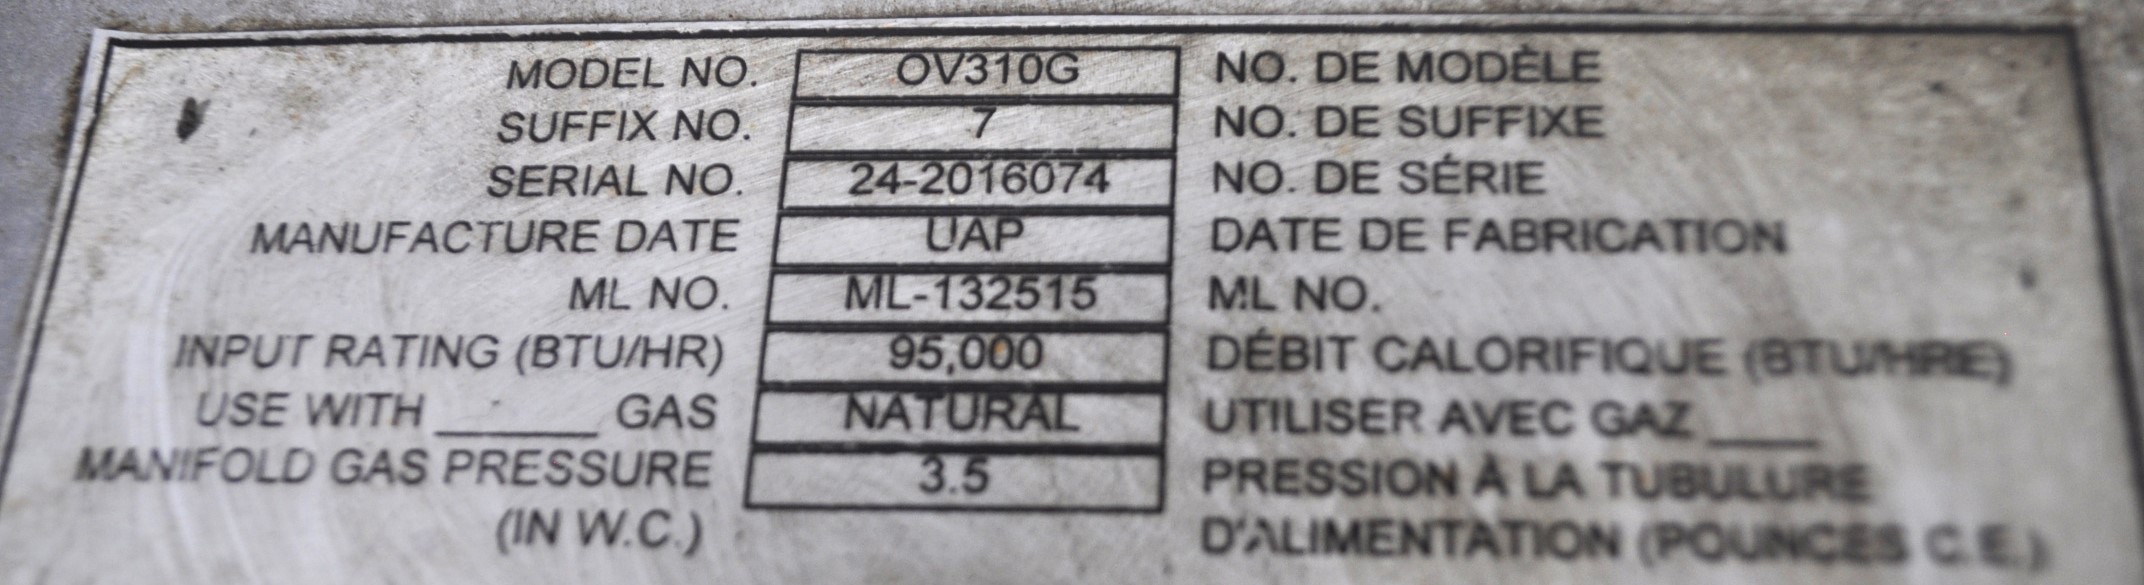 MODEL NO. OV310G NO. DE MODÈLE
SUFFIX NO. 7 NO. DE SUFFIXE
SERIAL NO. 24-2016074 NO. DE SÉRIE
MANUFACTURE DATE UAP DATE DE FABRICATION
ML NO. ML-132515 ML NO.
INPUT RATING (BTU/HR) 95,000 DÉBIT CALORIFIQUE (BTU/HRE)
USE WITH _____ GAS NATURAL UTILISER AVEC GAZ ____
MANIFOLD GAS PRESSURE 3.5 PRESSION À LA TUBULURE
(IN W.C.) D'ALIMENTATION (POUNCES C.E.)